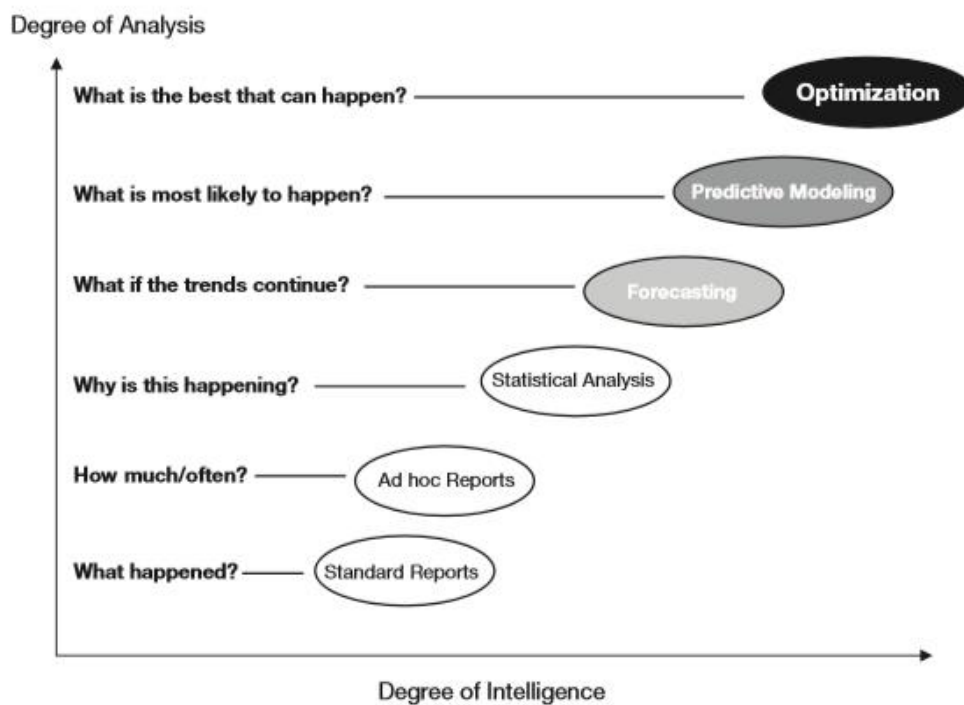 Degree of Analysis
What is the best that can happen? Optimization
What is most likely to happen? Predictive Modeling
What if the trends continue? Forecasting
Why is this happening? Statistical Analysis
How much/often? Ad hoc Reports
What happened? Standard Reports
Degree of Intelligence